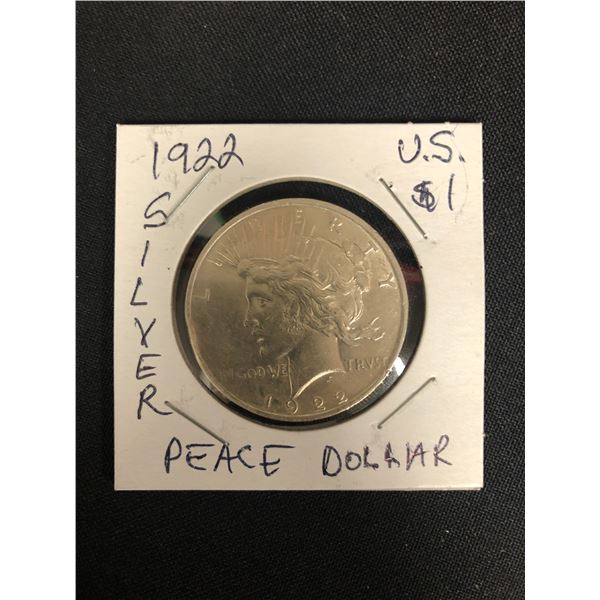 1922 U.S.
$1
SILVER
LIBERTY
IN GOD WE TRVST
1922
PEACE DOLLAR